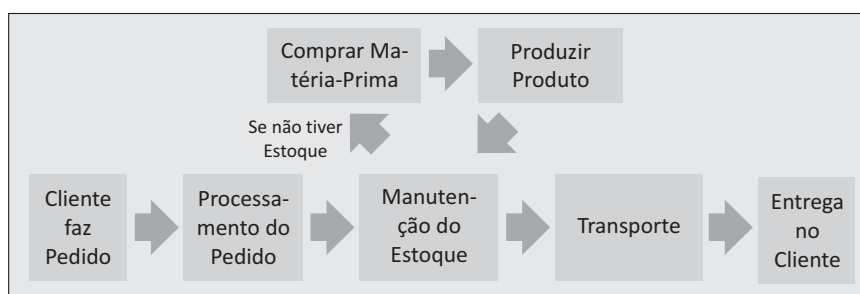 Comprar Ma-
téria-Prima
Produzir
Produto
Se não tiver
Estoque
Cliente
faz
Pedido
Processa-
mento do
Pedido
Manuten-
ção do
Estoque
Transporte
Entrega
no
Cliente